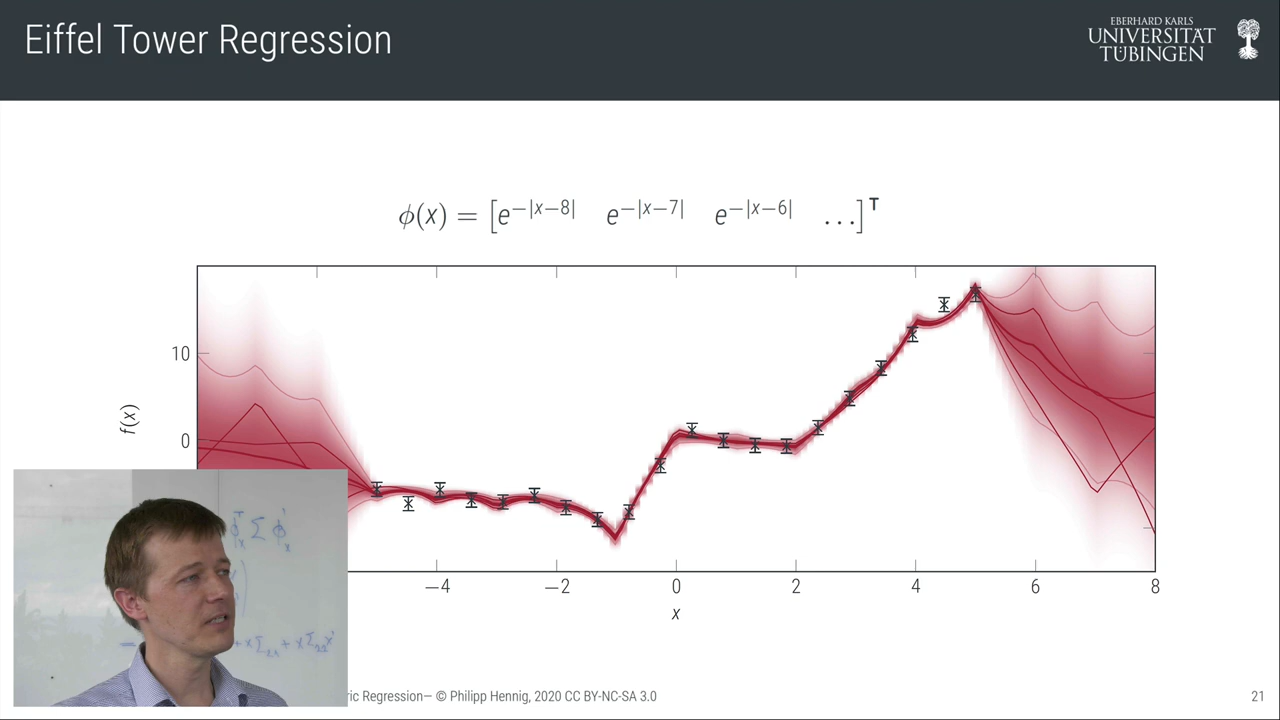 Eiffel Tower Regression
EBERHARD KARLS
UNIVERSITÄT
TÜBINGEN
ϕ(x) = [e^{−|x−8|} e^{−|x−7|} e^{−|x−6|} …]^⊤
10
0
f(x)
−4 −2 0 2 4 6 8
x
ϕ Σ ϕ'
ric Regression— © Philipp Hennig, 2020 CC BY-NC-SA 3.0
21